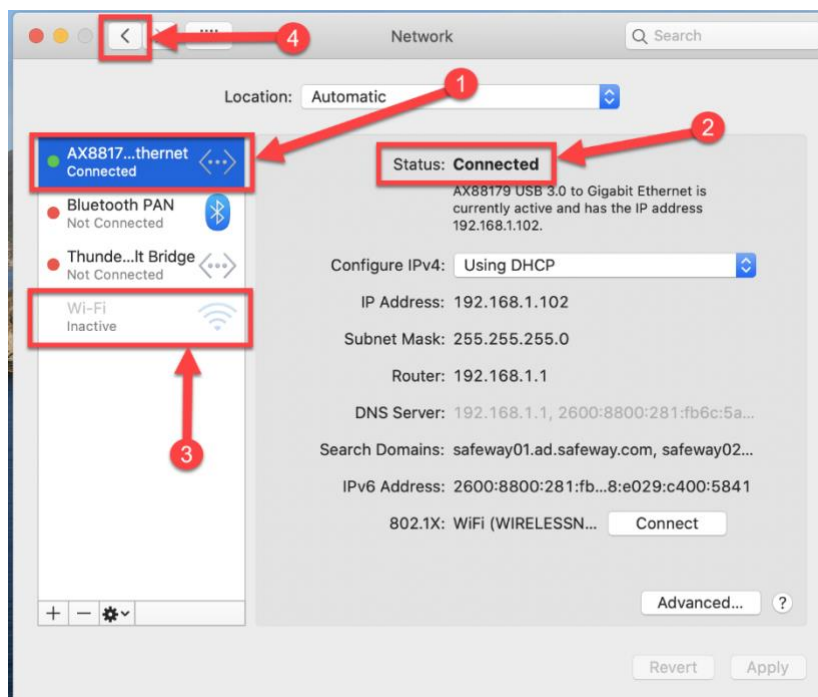 4
Network
Search
Location: Automatic
1
2
AX8817...thernet
Connected
Bluetooth PAN
Not Connected
Thunde...lt Bridge
Not Connected
Wi-Fi
Inactive
3
Status: Connected
AX88179 USB 3.0 to Gigabit Ethernet is
currently active and has the IP address
192.168.1.102.
Configure IPv4: Using DHCP
IP Address: 192.168.1.102
Subnet Mask: 255.255.255.0
Router: 192.168.1.1
DNS Server: 192.168.1.1, 2600:8800:281:fb6c:5a...
Search Domains: safeway01.ad.safeway.com, safeway02...
IPv6 Address: 2600:8800:281:fb...8:e029:c400:5841
802.1X: WiFi (WIRELESSN... Connect
Advanced... ?
Revert Apply